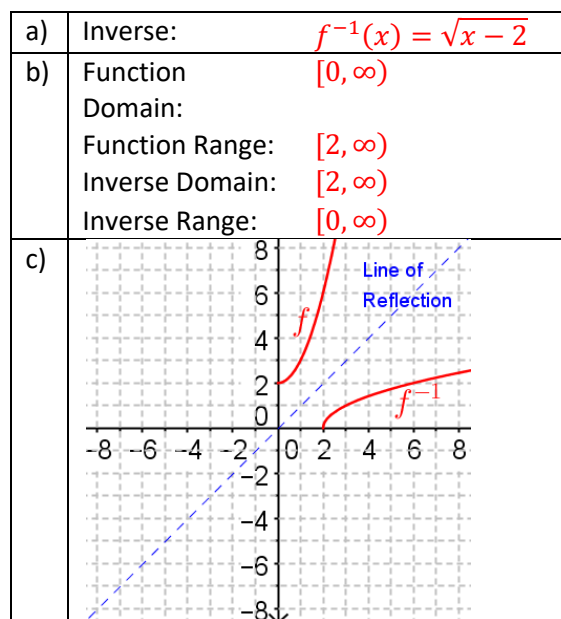 a) Inverse: f⁻¹(x) = √(x − 2)
b) Function [0, ∞)
Domain:
Function Range: [2, ∞)
Inverse Domain: [2, ∞)
Inverse Range: [0, ∞)
c)
8
Line of
6
Reflection
f
4
2
f⁻¹
0
-8 -6 -4 -2 0 2 4 6 8
-2
-4
-6
-8